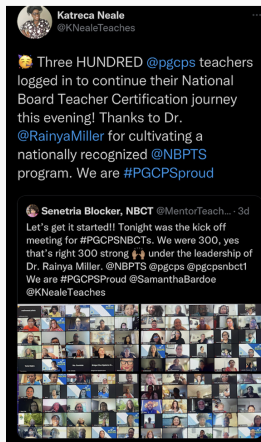 Katreca Neale
@KNealeTeaches
🥳 Three HUNDRED @pgcps teachers
logged in to continue their National
Board Teacher Certification journey
this evening! Thanks to Dr.
@RainyaMiller for cultivating a
nationally recognized @NBPTS
program. We are #PGCPSproud
Senetria Blocker, NBCT @MentorTeach... · 3d
Let's get it started!! Tonight was the kick off
meeting for #PGCPSNBCTs. We were 300, yes
that's right 300 strong 🙌🏾 under the leadership of
Dr. Rainya Miller. @NBPTS @pgcps @pgcpsnbct1
We are #PGCPSProud @SamanthaBardoe
@KNealeTeaches